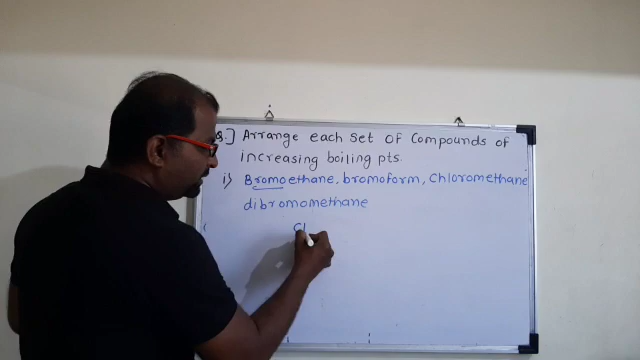 Q.] Arrange each set of compounds of
increasing boiling pts.
i) Bromoethane, bromoform, Chloromethane
dibromomethane
Cl